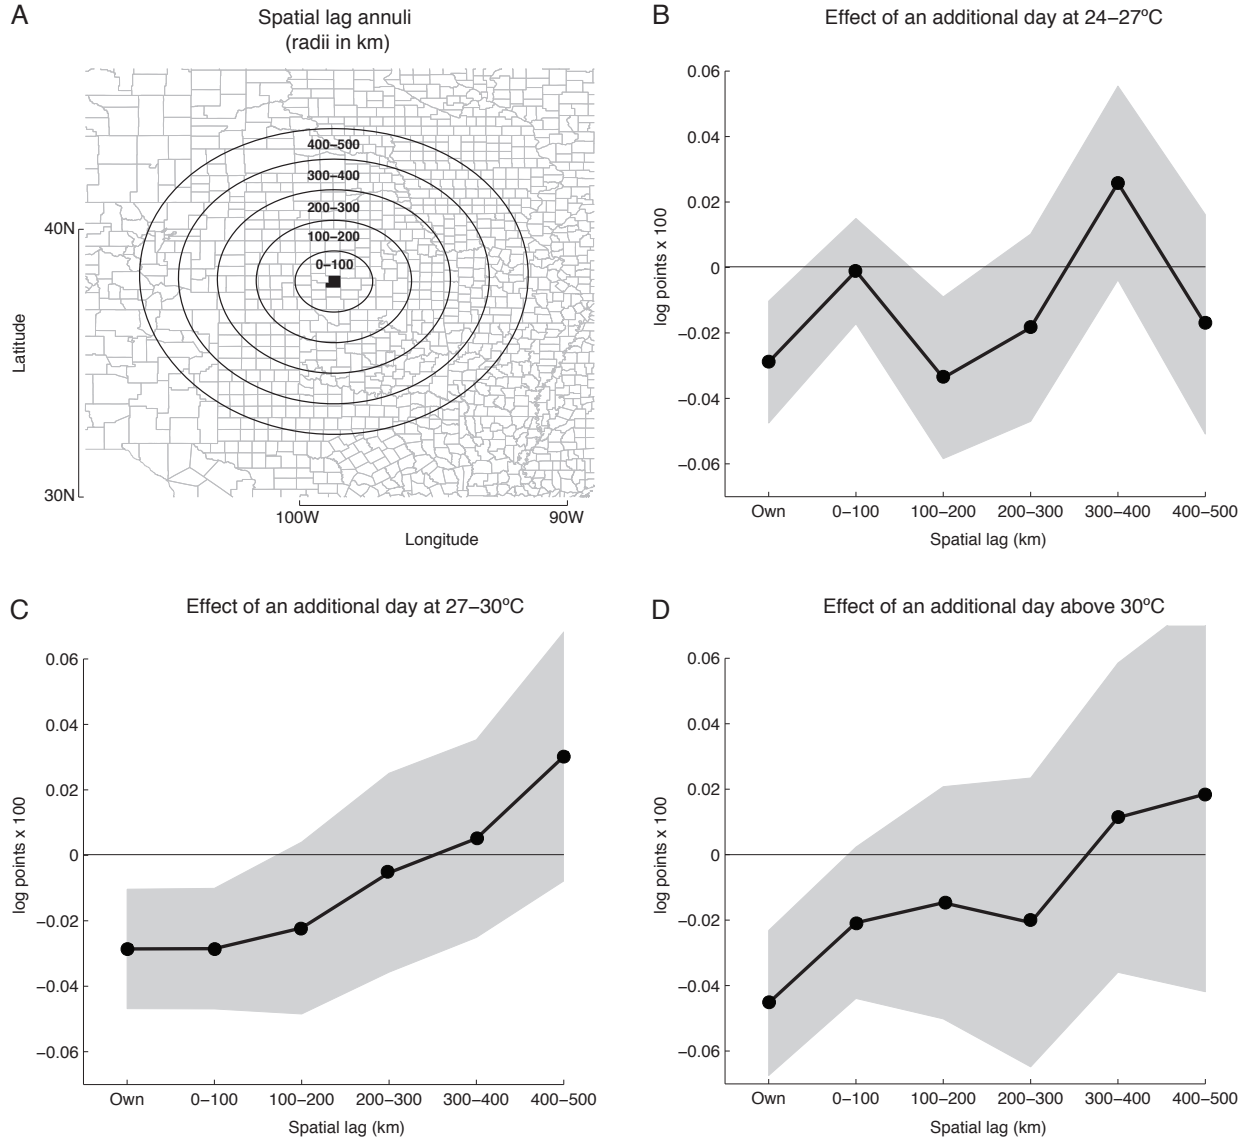 A
Spatial lag annuli
(radii in km)
400–500
300–400
200–300
100–200
0–100
40N
30N
Latitude
100W
90W
Longitude
B
Effect of an additional day at 24–27ºC
0.06
0.04
0.02
0
−0.02
−0.04
−0.06
log points x 100
Own
0−100
100−200
200−300
300−400
400−500
Spatial lag (km)
C
Effect of an additional day at 27–30ºC
0.06
0.04
0.02
0
−0.02
−0.04
−0.06
log points x 100
Own
0−100
100−200
200−300
300−400
400−500
Spatial lag (km)
D
Effect of an additional day above 30ºC
0.06
0.04
0.02
0
−0.02
−0.04
−0.06
log points x 100
Own
0−100
100−200
200−300
300−400
400−500
Spatial lag (km)